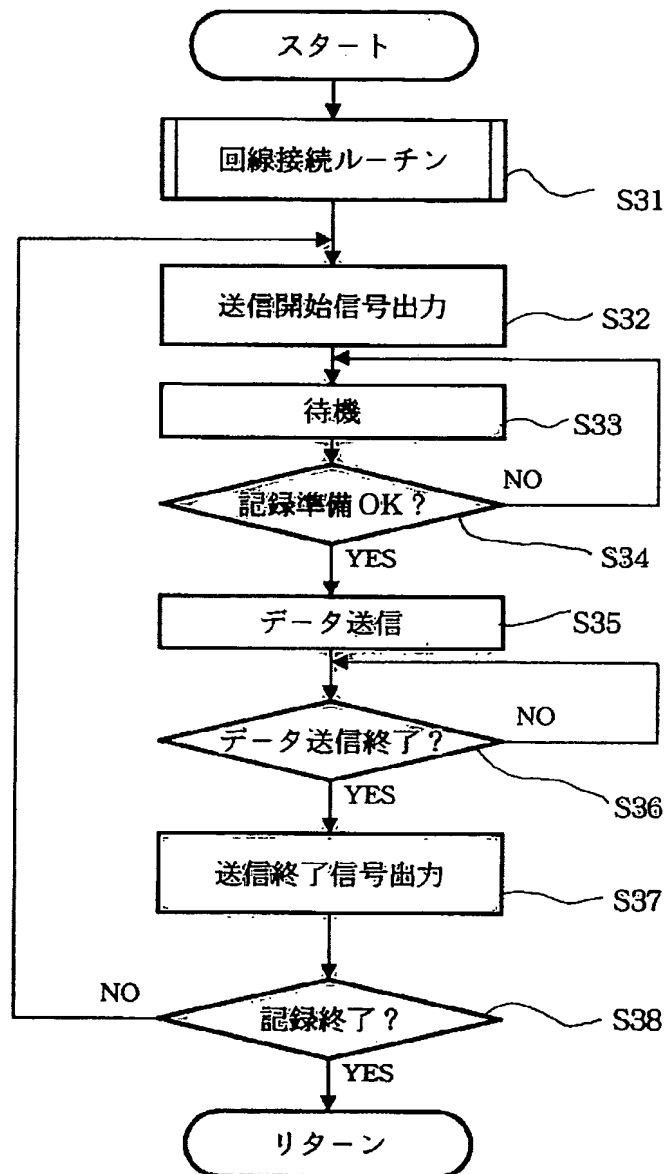 スタート
回線接続ルーチン
S31
送信開始信号出力
S32
待機
S33
記録準備OK?
NO
S34
YES
データ送信
S35
データ送信終了?
NO
S36
YES
送信終了信号出力
S37
NO
記録終了?
S38
YES
リターン